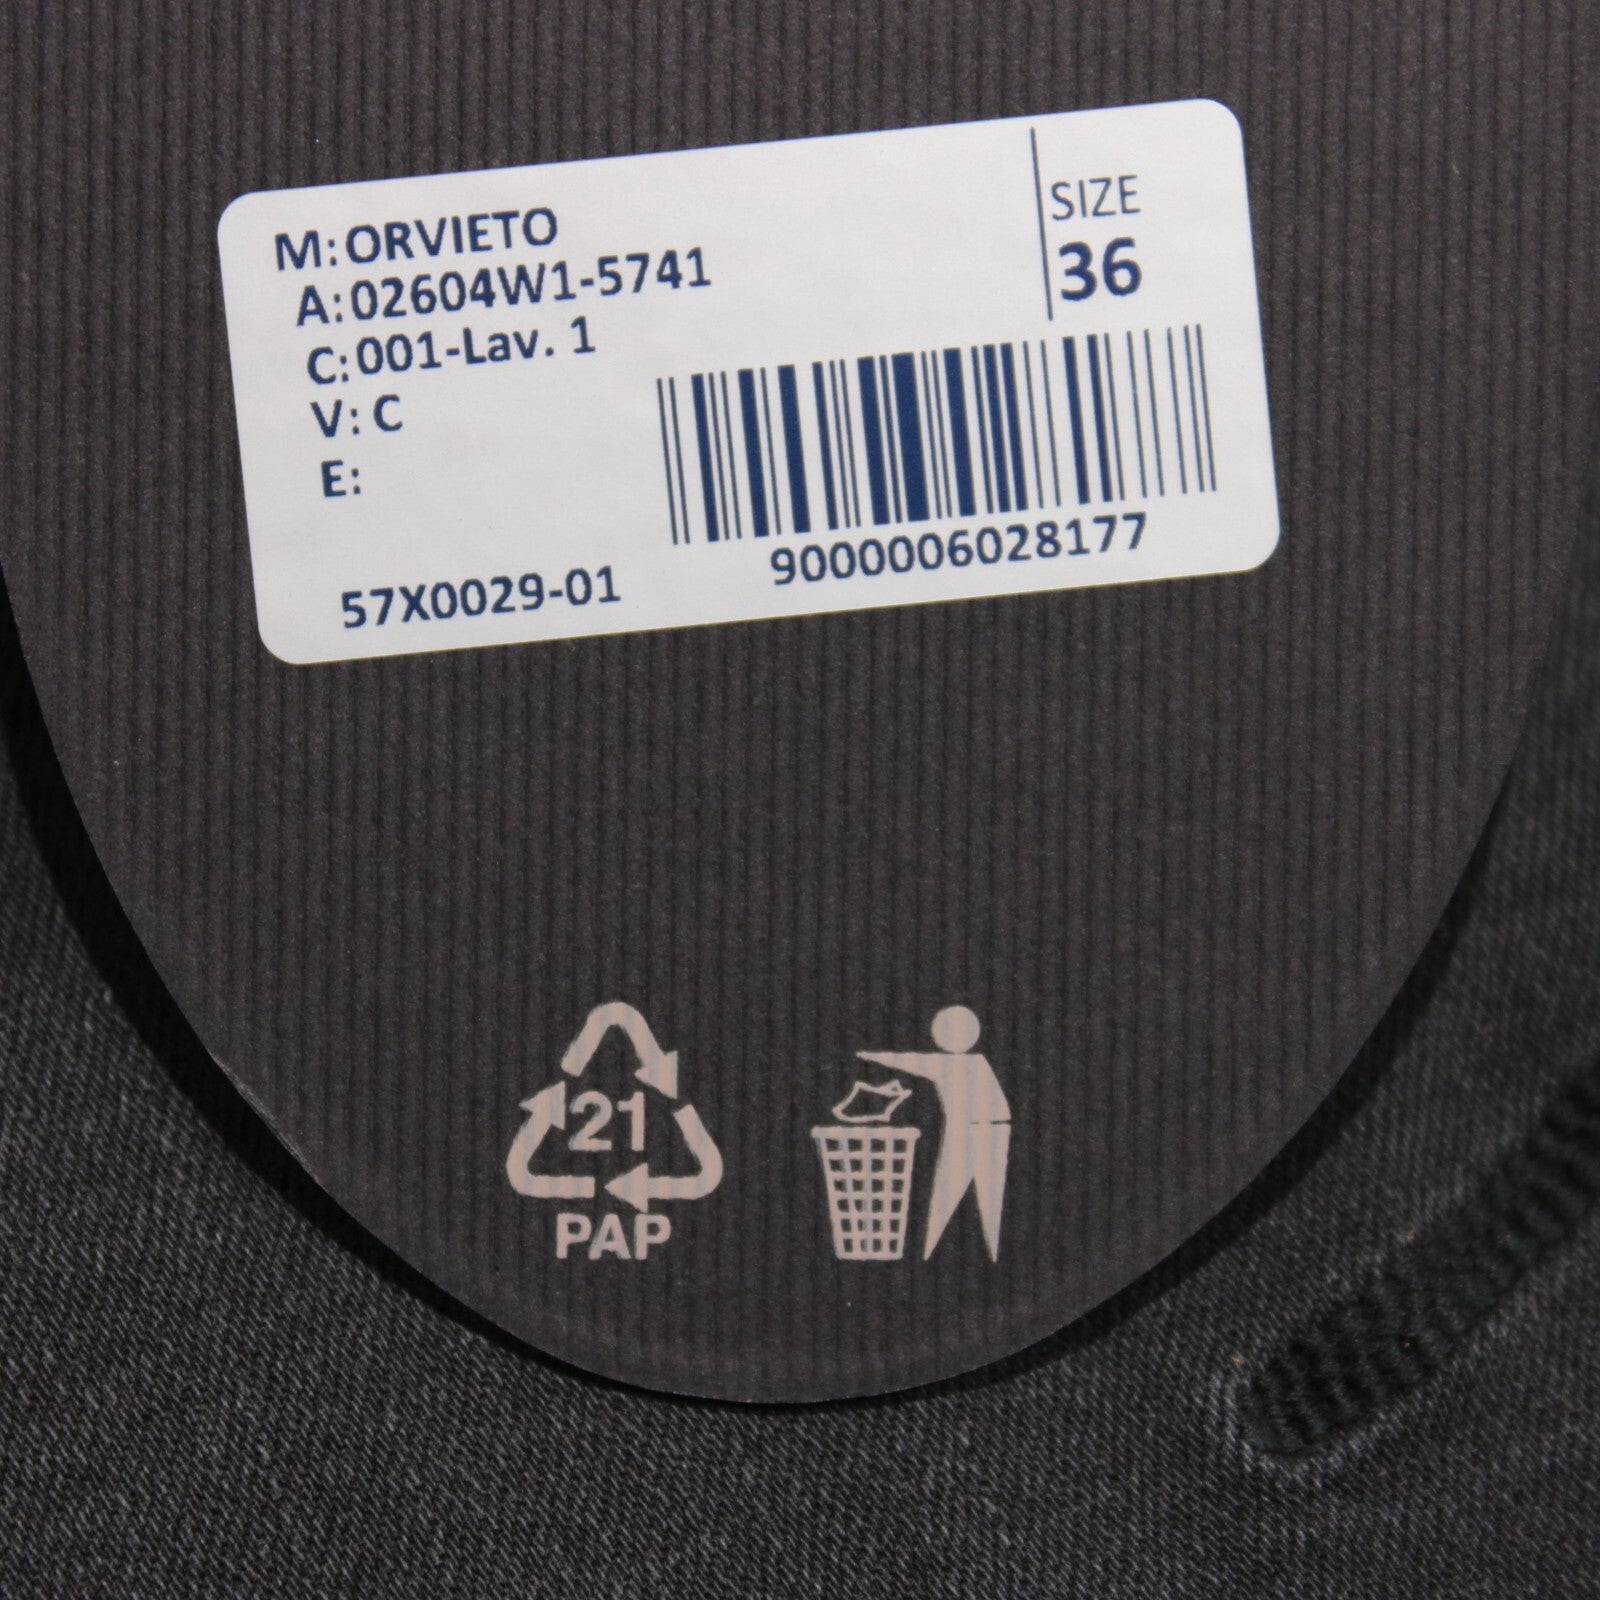 M: ORVIETO
A: 02604W1-5741
C: 001-Lav. 1
V: C
E:
57X0029-01
SIZE
36
9000006028177
21
PAP